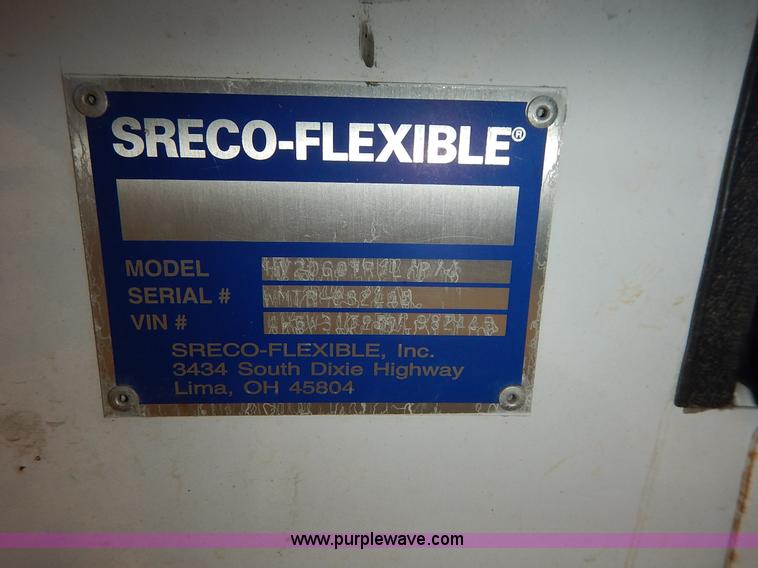 SRECO-FLEXIBLE®
MODEL
SERIAL #
VIN #
SRECO-FLEXIBLE, Inc.
3434 South Dixie Highway
Lima, OH 45804
www.purplewave.com